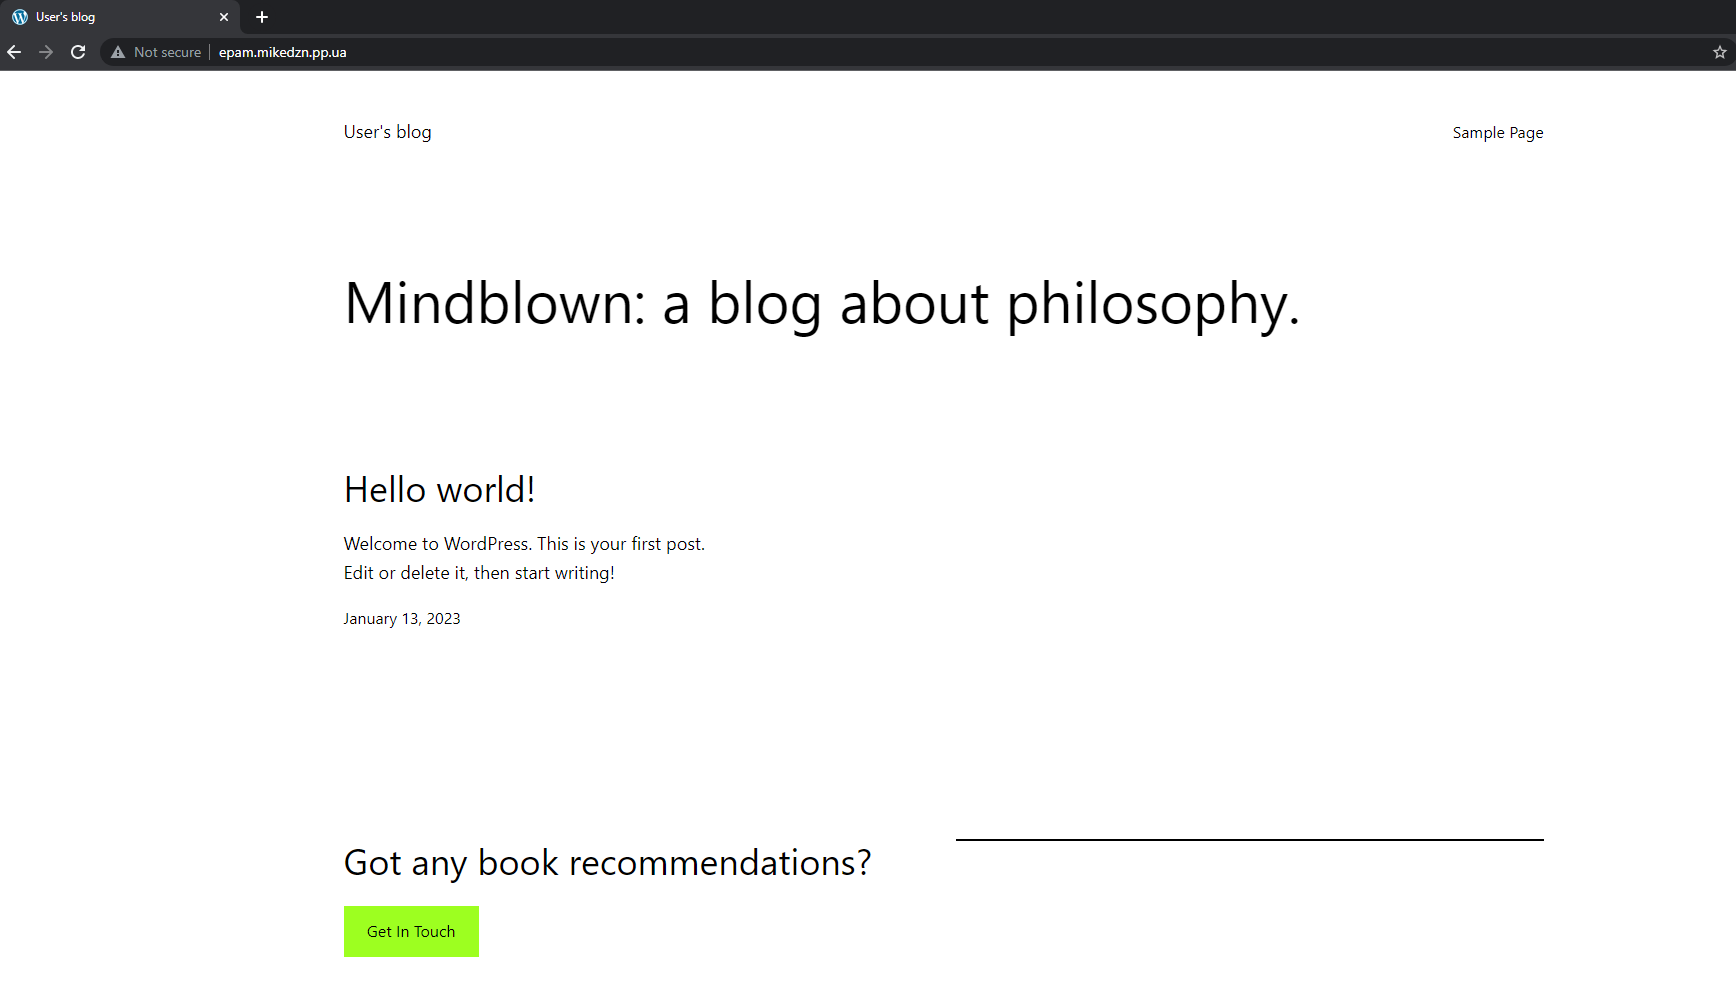 User's blog
Not secure epam.mikedzn.pp.ua
User's blog
Sample Page
Mindblown: a blog about philosophy.
Hello world!
Welcome to WordPress. This is your first post.
Edit or delete it, then start writing!
January 13, 2023
Got any book recommendations?
Get In Touch